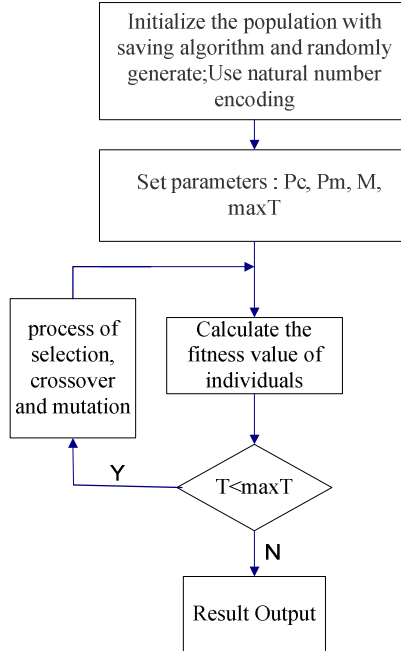 Initialize the population with
saving algorithm and randomly
generate;Use natural number
encoding
Set parameters : Pc, Pm, M,
maxT
process of
selection,
crossover
and mutation
Calculate the
fitness value of
individuals
Y
T<maxT
N
Result Output